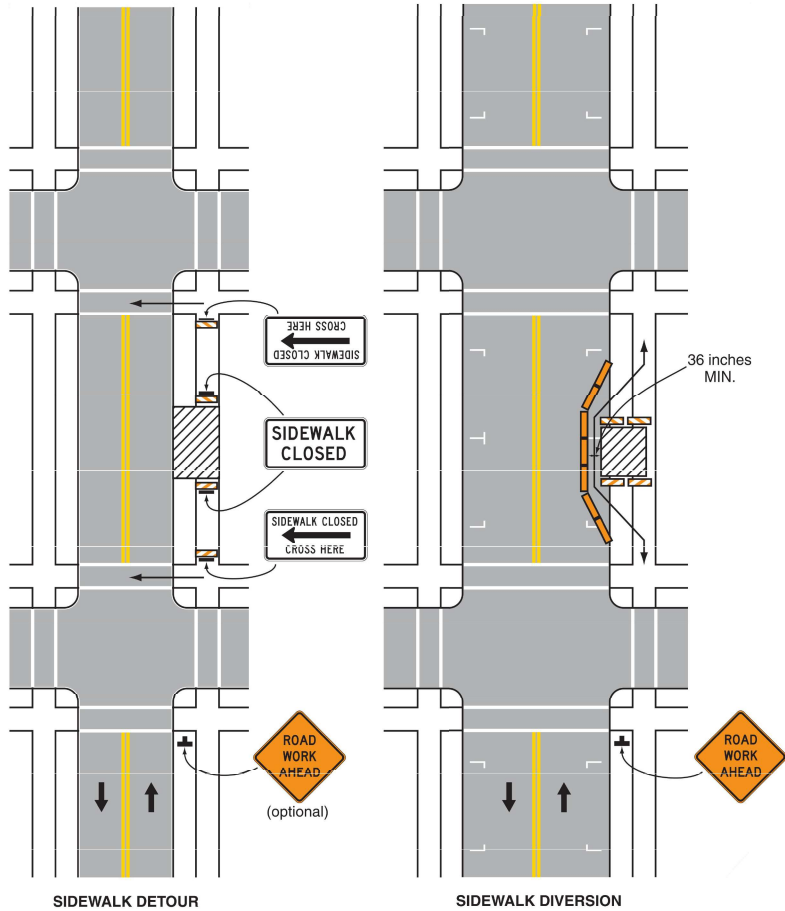 SIDEWALK CLOSED
CROSS HERE
SIDEWALK
CLOSED
SIDEWALK CLOSED
CROSS HERE
ROAD
WORK
AHEAD
(optional)
SIDEWALK DETOUR
36 inches
MIN.
ROAD
WORK
AHEAD
SIDEWALK DIVERSION